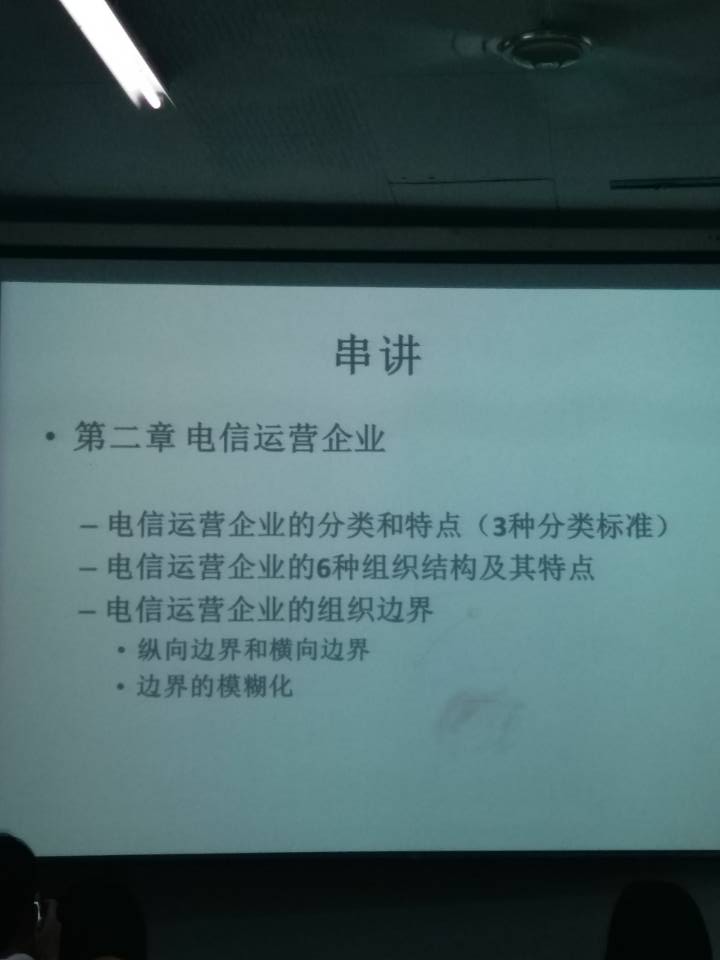 串讲
• 第二章 电信运营企业
– 电信运营企业的分类和特点（3种分类标准）
– 电信运营企业的6种组织结构及其特点
– 电信运营企业的组织边界
• 纵向边界和横向边界
• 边界的模糊化